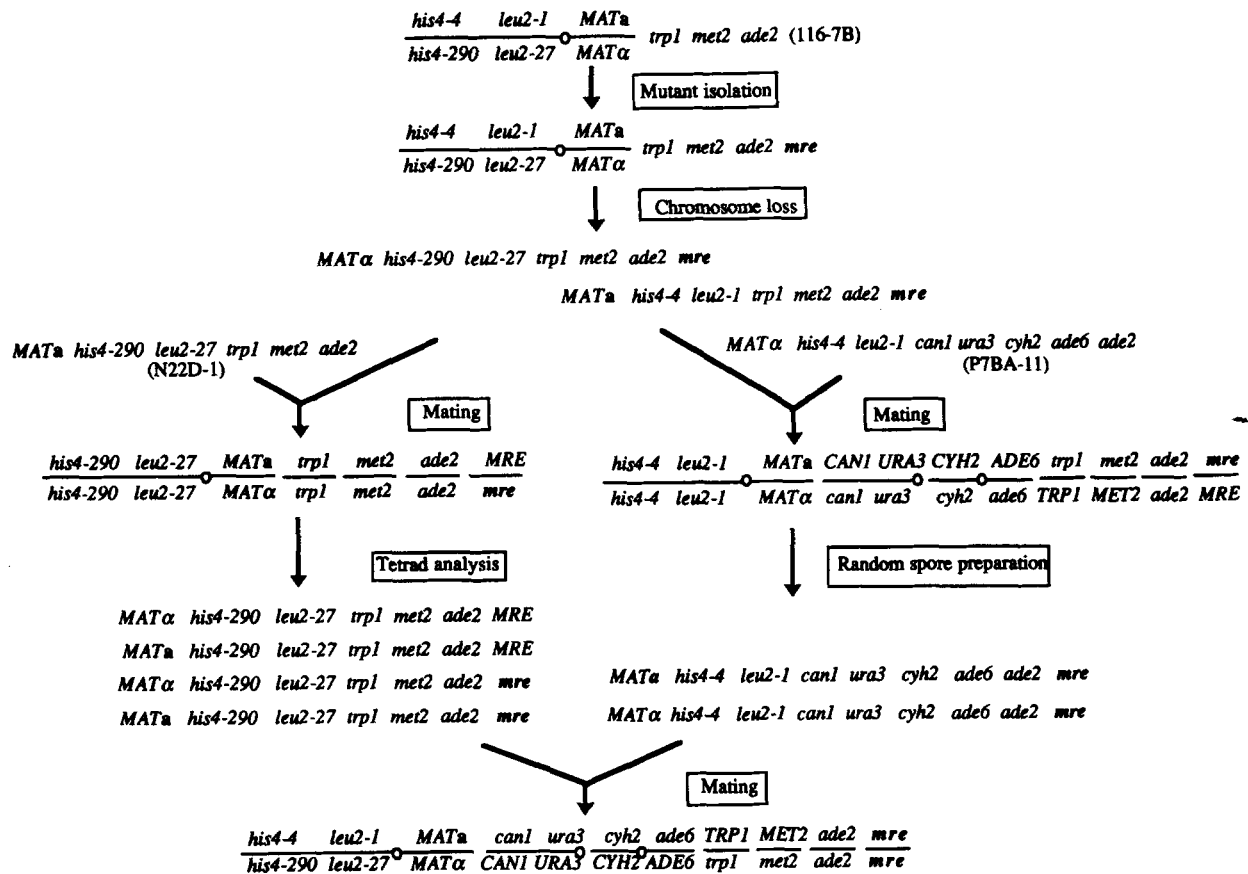 his4-4 leu2-1 MATa
his4-290 leu2-27 MATα
trp1 met2 ade2 (116-7B)
Mutant isolation
his4-4 leu2-1 MATa
his4-290 leu2-27 MATα
trp1 met2 ade2 mre
Chromosome loss
MATα his4-290 leu2-27 trp1 met2 ade2 mre
MATa his4-4 leu2-1 trp1 met2 ade2 mre
MATa his4-290 leu2-27 trp1 met2 ade2
(N22D-1)
MATα his4-4 leu2-1 can1 ura3 cyh2 ade6 ade2
(P7BA-11)
Mating
Mating
his4-290 leu2-27 MATa trp1 met2 ade2 MRE
his4-290 leu2-27 MATα trp1 met2 ade2 mre
his4-4 leu2-1 MATa CAN1 URA3 CYH2 ADE6 trp1 met2 ade2 mre
his4-4 leu2-1 MATα can1 ura3 cyh2 ade6 TRP1 MET2 ade2 MRE
Tetrad analysis
Random spore preparation
MATα his4-290 leu2-27 trp1 met2 ade2 MRE
MATa his4-290 leu2-27 trp1 met2 ade2 MRE
MATα his4-290 leu2-27 trp1 met2 ade2 mre
MATa his4-290 leu2-27 trp1 met2 ade2 mre
MATa his4-4 leu2-1 can1 ura3 cyh2 ade6 ade2 mre
MATα his4-4 leu2-1 can1 ura3 cyh2 ade6 ade2 mre
Mating
his4-4 leu2-1 MATa can1 ura3 cyh2 ade6 TRP1 MET2 ade2 mre
his4-290 leu2-27 MATα CAN1 URA3 CYH2 ADE6 trp1 met2 ade2 mre